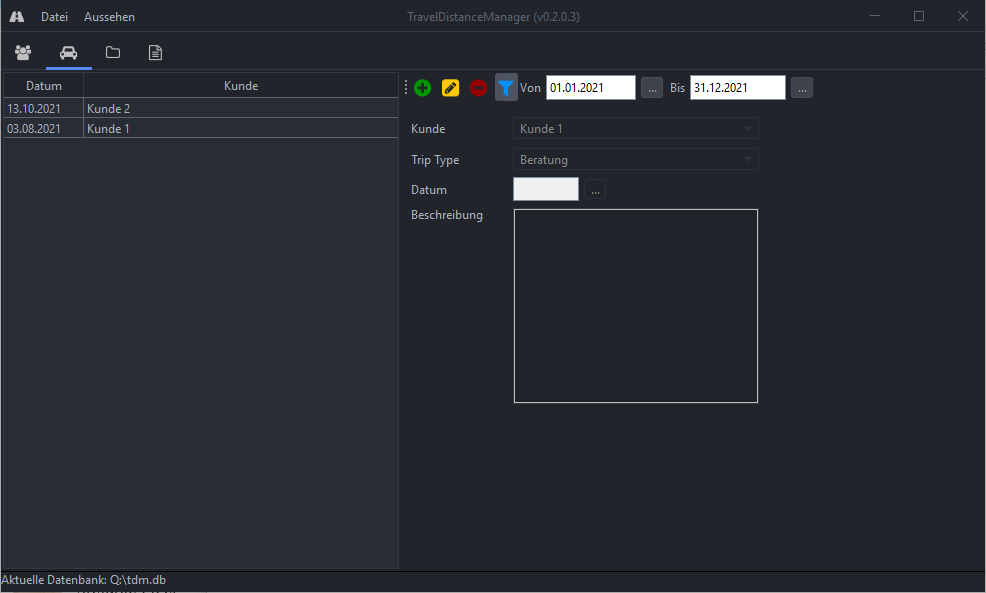 Datei Aussehen TravelDistanceManager (v0.2.0.3)
Datum Kunde
13.10.2021 Kunde 2
03.08.2021 Kunde 1
Von 01.01.2021 ... Bis 31.12.2021 ...
Kunde Kunde 1
Trip Type Beratung
Datum ...
Beschreibung
Aktuelle Datenbank: Q:\tdm.db